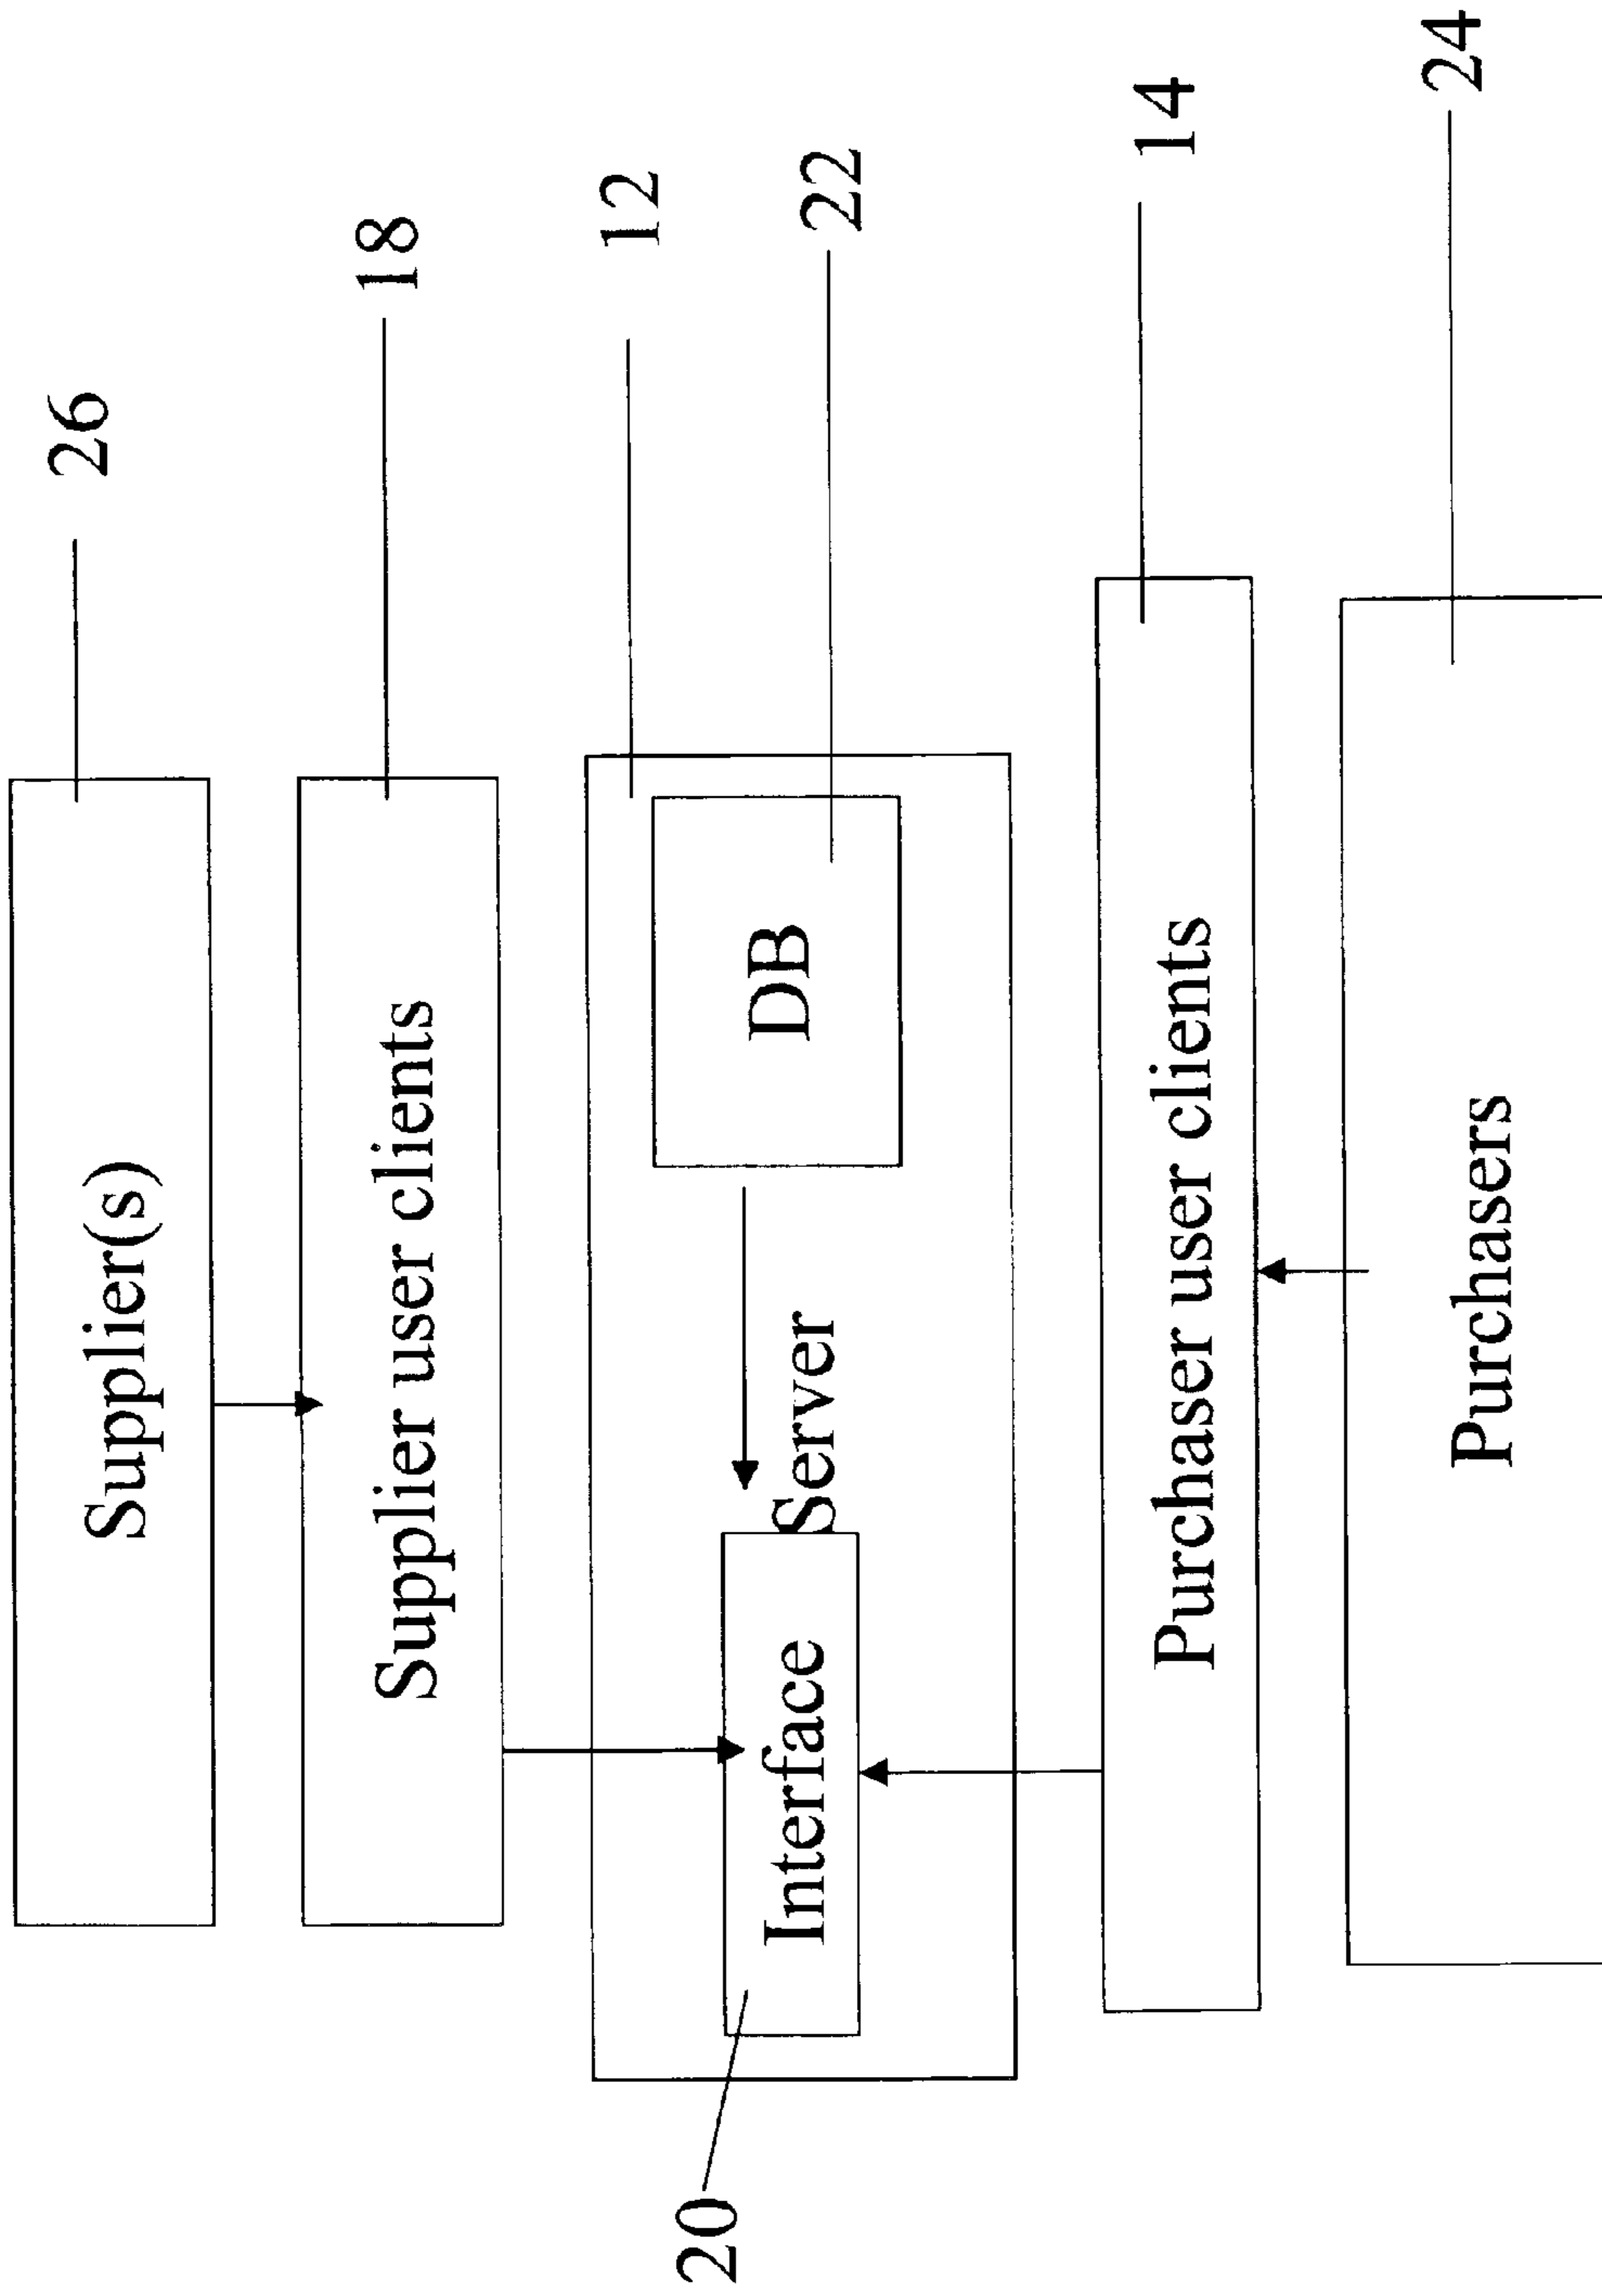 26
Supplier(s)
18
Supplier user clients
12
20
Interface
Server
DB
22
14
Purchaser user clients
24
Purchasers